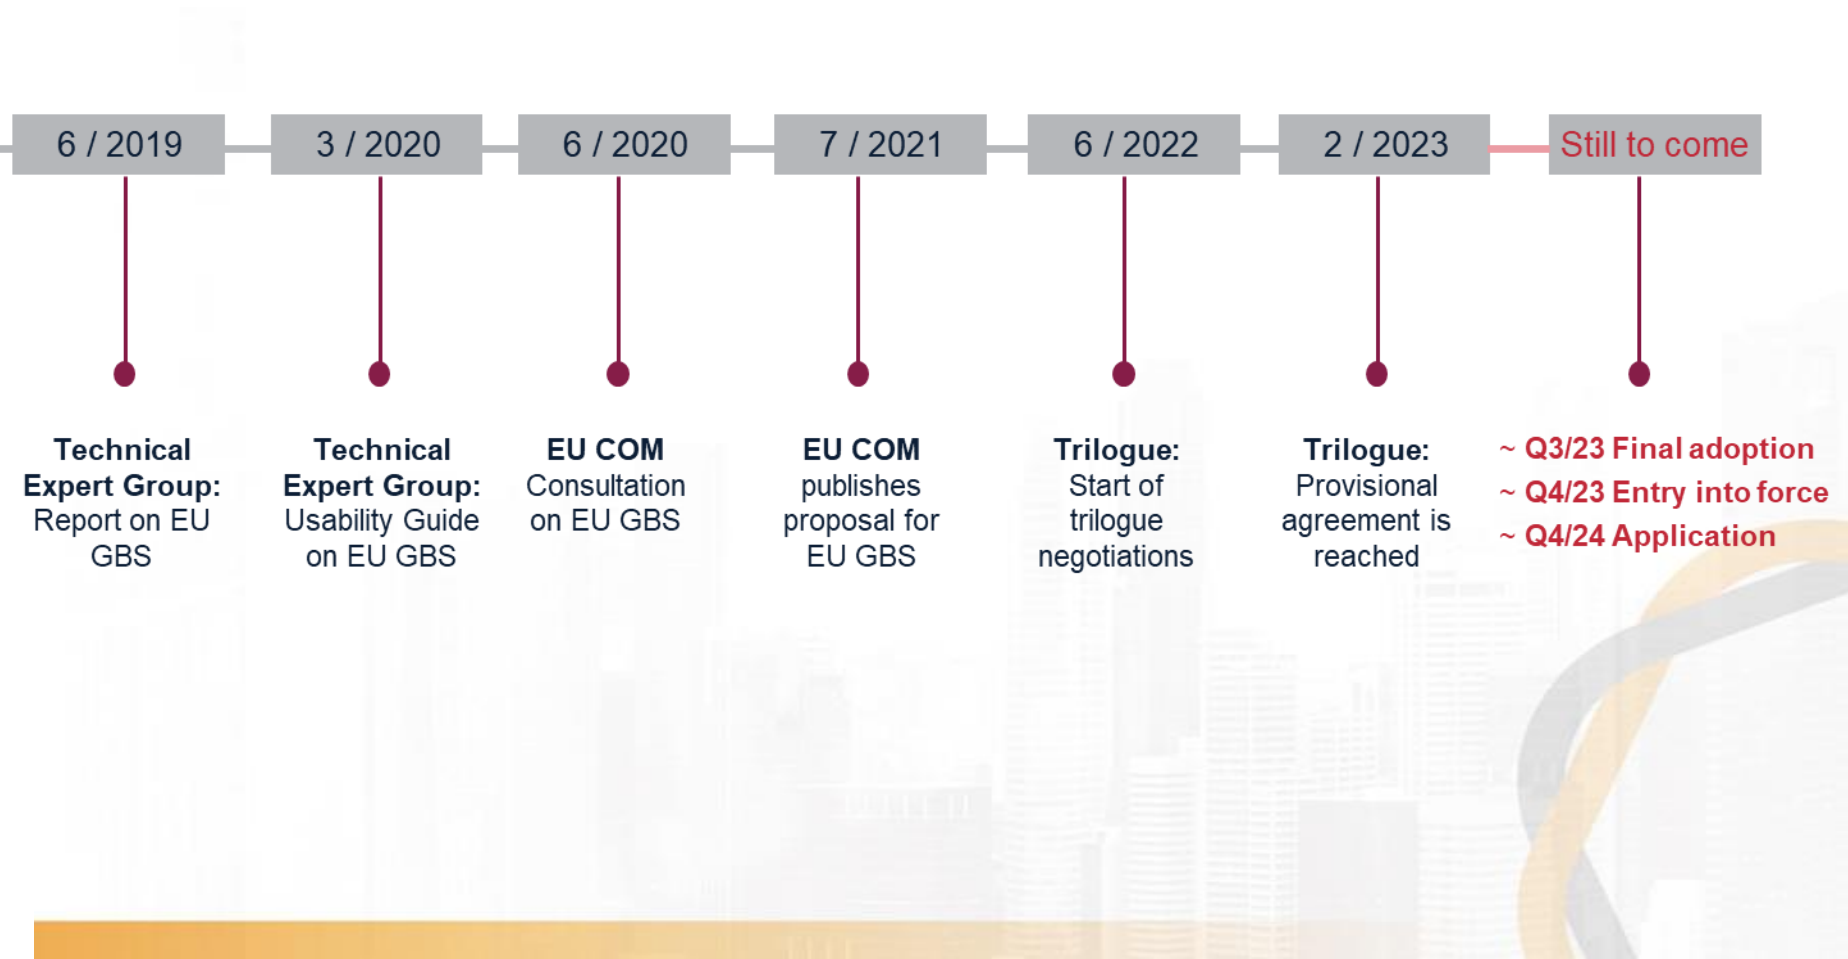 6 / 2019
3 / 2020
6 / 2020
7 / 2021
6 / 2022
2 / 2023
Still to come
Technical
Expert Group:
Report on EU
GBS
Technical
Expert Group:
Usability Guide
on EU GBS
EU COM
Consultation
on EU GBS
EU COM
publishes
proposal for
EU GBS
Trilogue:
Start of
trilogue
negotiations
Trilogue:
Provisional
agreement is
reached
~ Q3/23 Final adoption
~ Q4/23 Entry into force
~ Q4/24 Application